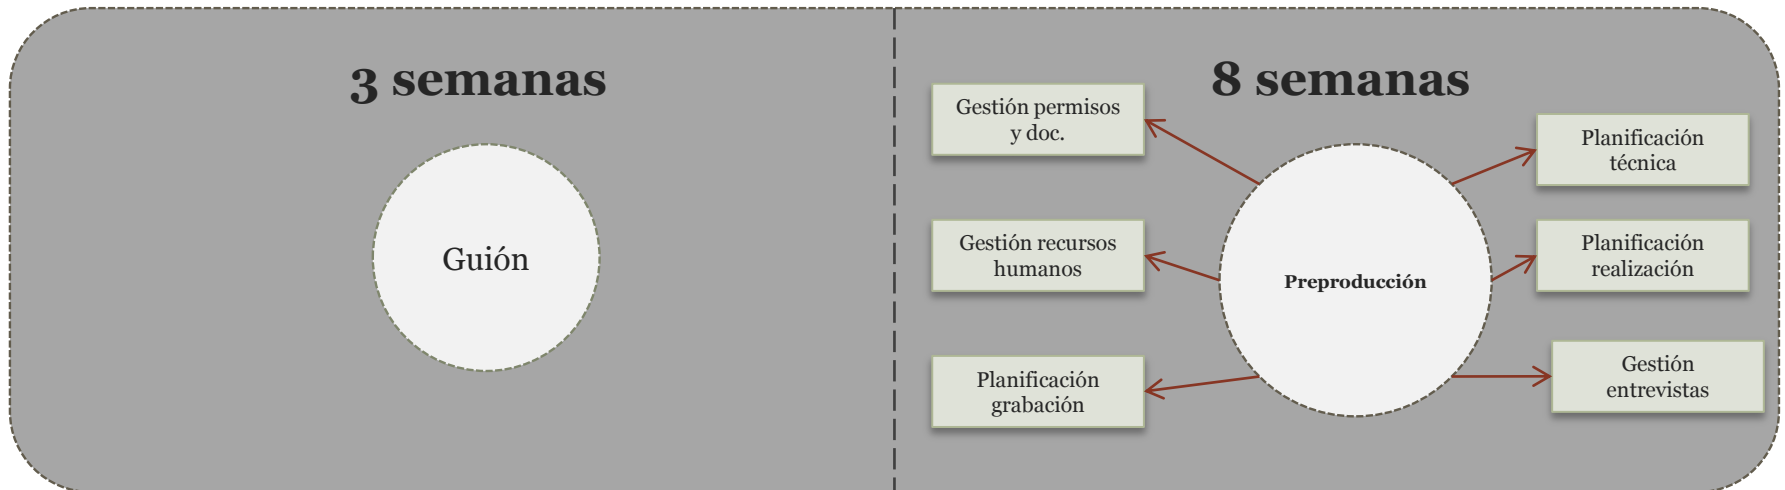 3 semanas
Guión
8 semanas
Gestión permisos
y doc.
Planificación
técnica
Gestión recursos
humanos
Preproducción
Planificación
realización
Planificación
grabación
Gestión
entrevistas